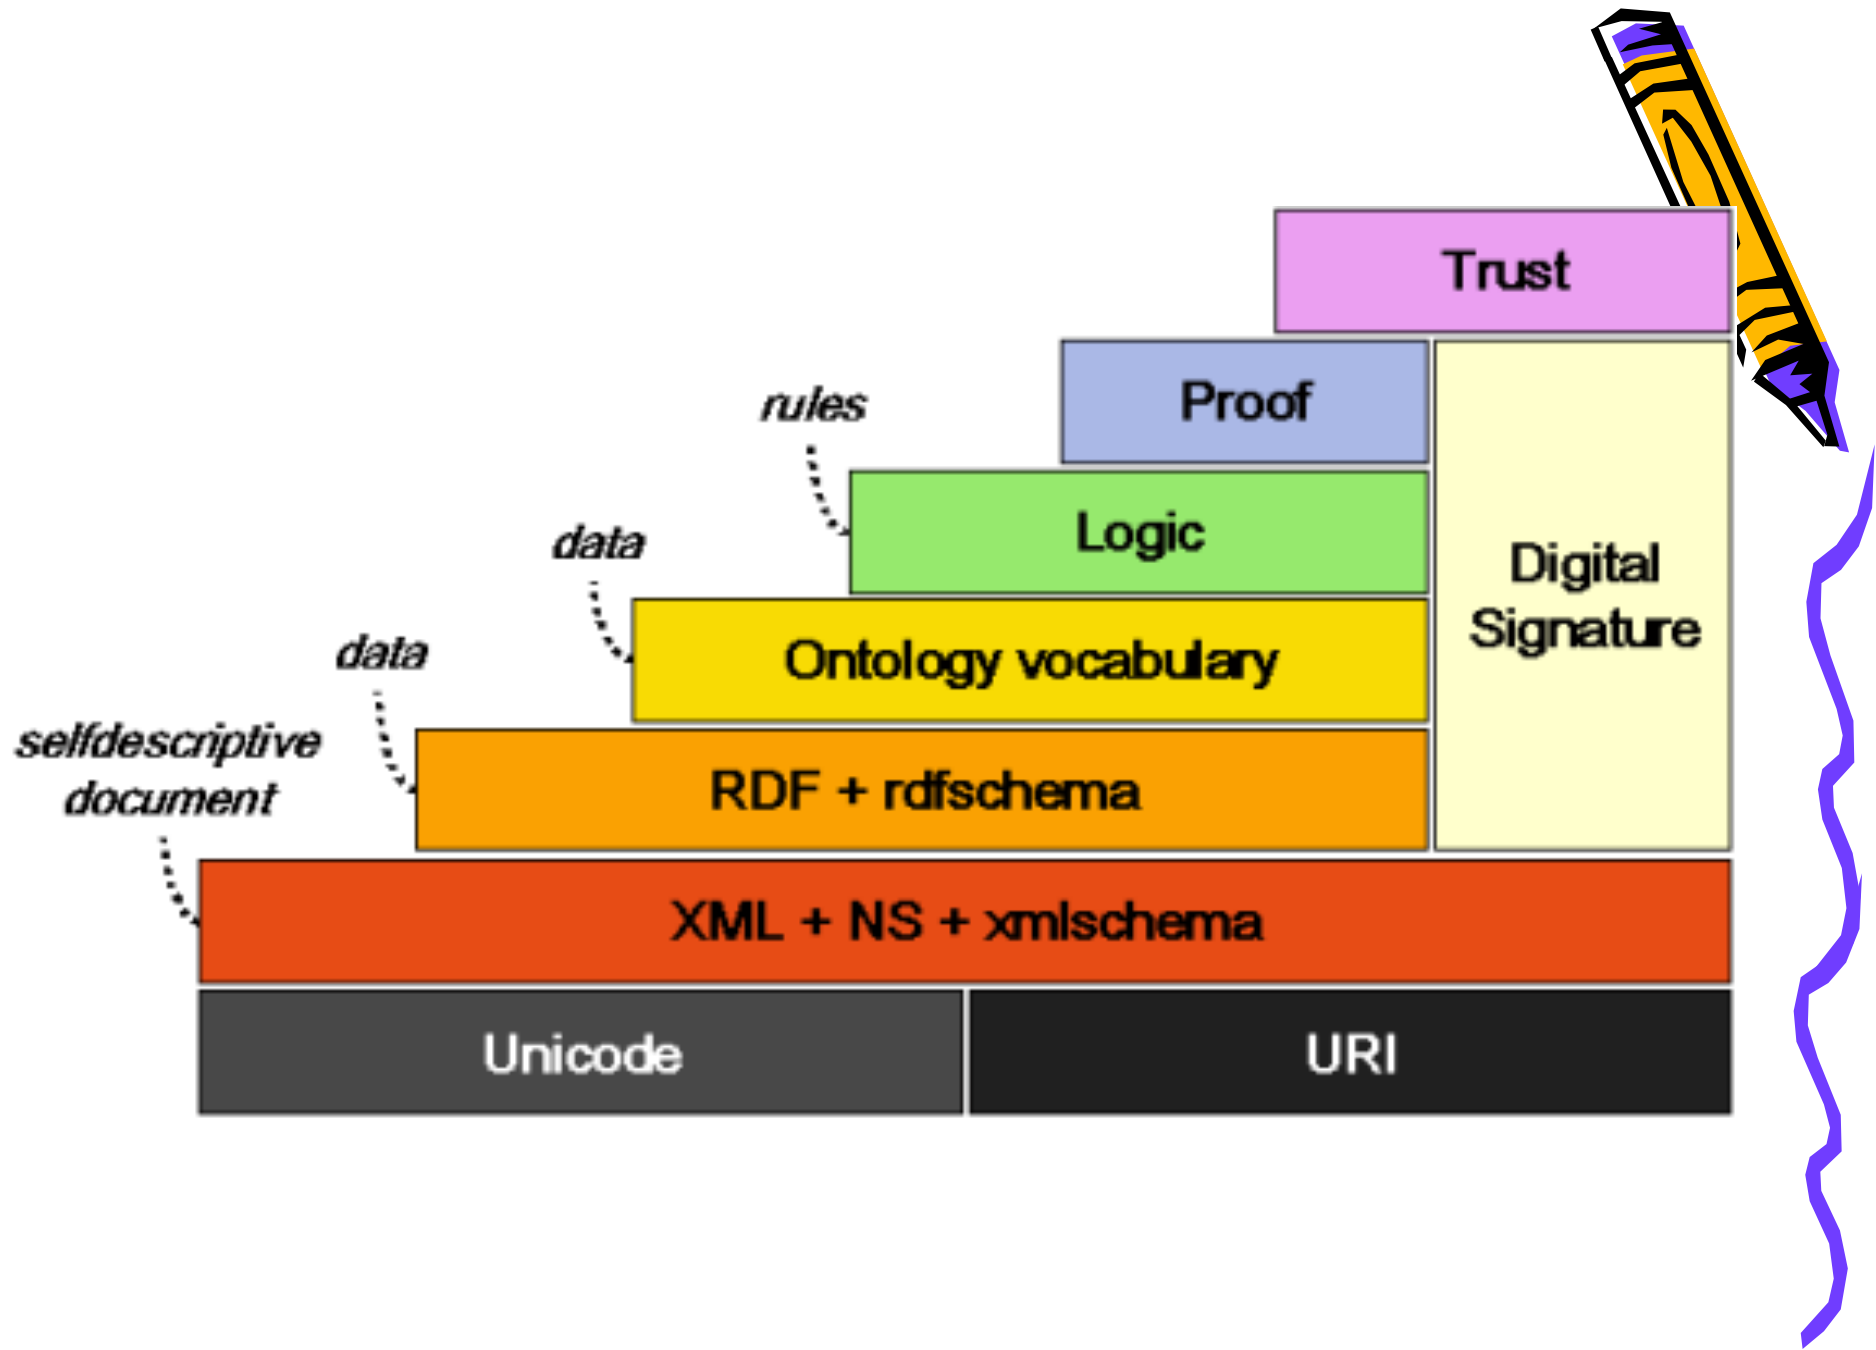 Trust
rules
Proof
data
Logic
Digital
Signature
data
Ontology vocabulary
selfdescriptive
document
RDF + rdfschema
XML + NS + xmlschema
Unicode
URI